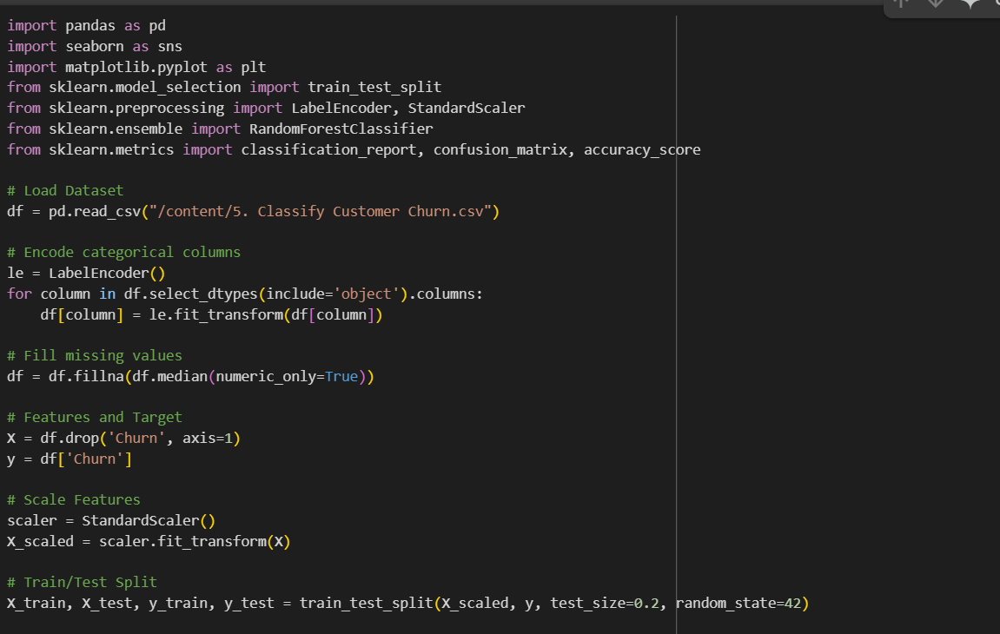 import pandas as pd
import seaborn as sns
import matplotlib.pyplot as plt
from sklearn.model_selection import train_test_split
from sklearn.preprocessing import LabelEncoder, StandardScaler
from sklearn.ensemble import RandomForestClassifier
from sklearn.metrics import classification_report, confusion_matrix, accuracy_score

# Load Dataset
df = pd.read_csv("/content/5. Classify Customer Churn.csv")

# Encode categorical columns
le = LabelEncoder()
for column in df.select_dtypes(include='object').columns:
    df[column] = le.fit_transform(df[column])

# Fill missing values
df = df.fillna(df.median(numeric_only=True))

# Features and Target
X = df.drop('Churn', axis=1)
y = df['Churn']

# Scale Features
scaler = StandardScaler()
X_scaled = scaler.fit_transform(X)

# Train/Test Split
X_train, X_test, y_train, y_test = train_test_split(X_scaled, y, test_size=0.2, random_state=42)